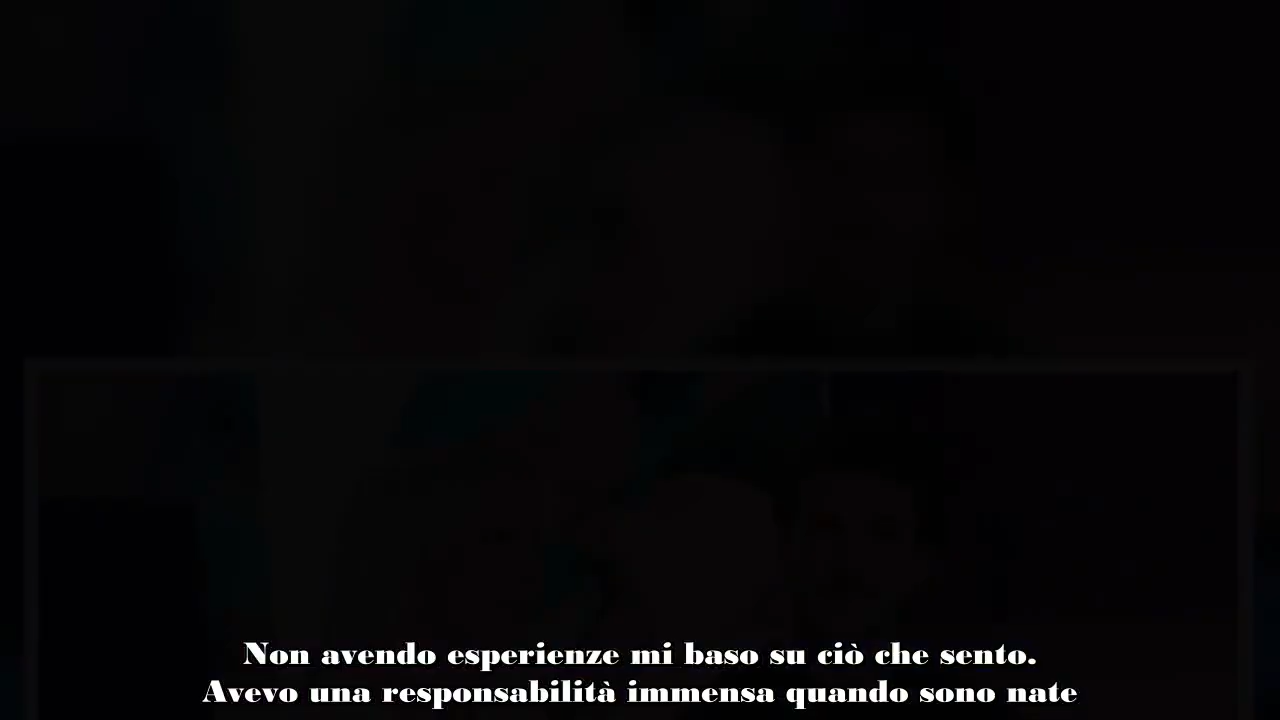 Non avendo esperienze mi baso su ciò che sento.
Avevo una responsabilità immensa quando sono nate